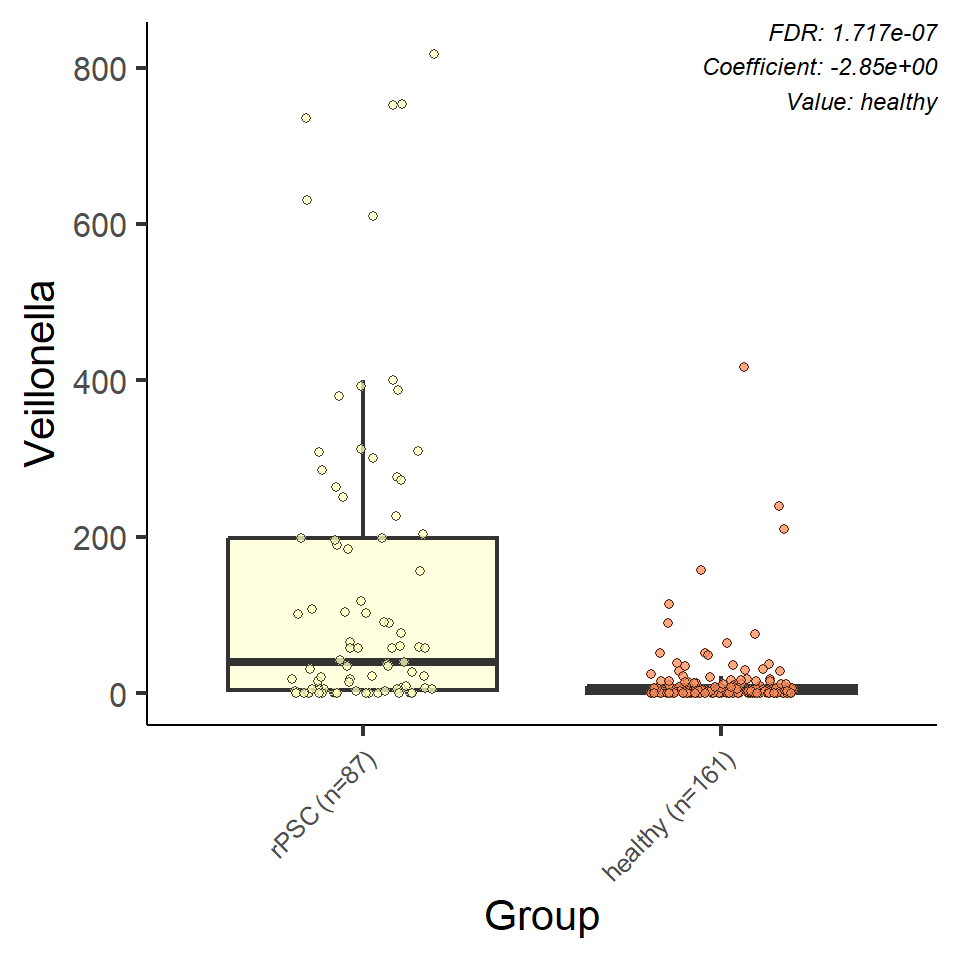 FDR: 1.717e-07
Coefficient: -2.85e+00
Value: healthy
Veillonella
800
600
400
200
0
rPSC (n=87)
healthy (n=161)
Group